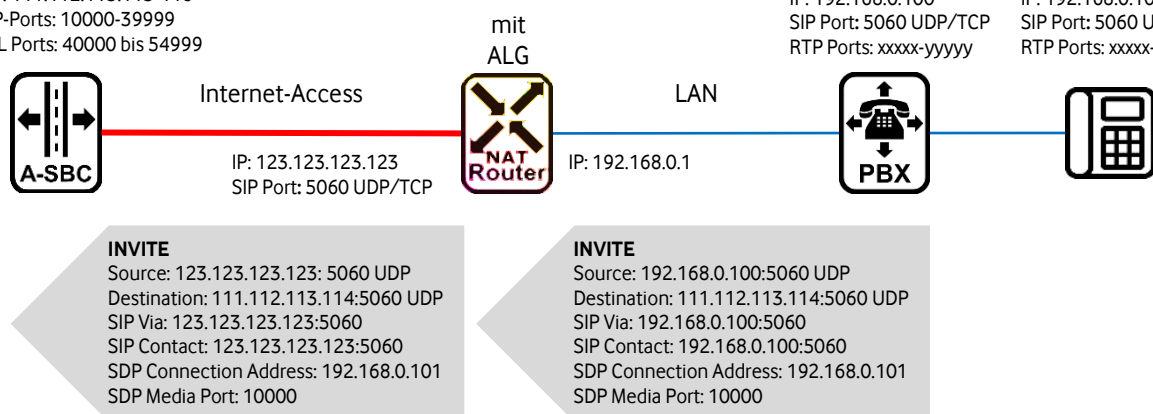 P-Ports: 10000-39999
L Ports: 40000 bis 54999
mit
ALG
SIP Port: 5060 UDP/TCP
RTP Ports: xxxxx-yyyyy
SIP Port: 5060 U
RTP Ports: xxxxx-
Internet-Access
LAN
A-SBC
NAT
Router
PBX
IP: 123.123.123.123
SIP Port: 5060 UDP/TCP
IP: 192.168.0.1
INVITE
Source: 123.123.123.123: 5060 UDP
Destination: 111.112.113.114:5060 UDP
SIP Via: 123.123.123.123:5060
SIP Contact: 123.123.123.123:5060
SDP Connection Address: 192.168.0.101
SDP Media Port: 10000
INVITE
Source: 192.168.0.100:5060 UDP
Destination: 111.112.113.114:5060 UDP
SIP Via: 192.168.0.100:5060
SIP Contact: 192.168.0.100:5060
SDP Connection Address: 192.168.0.101
SDP Media Port: 10000